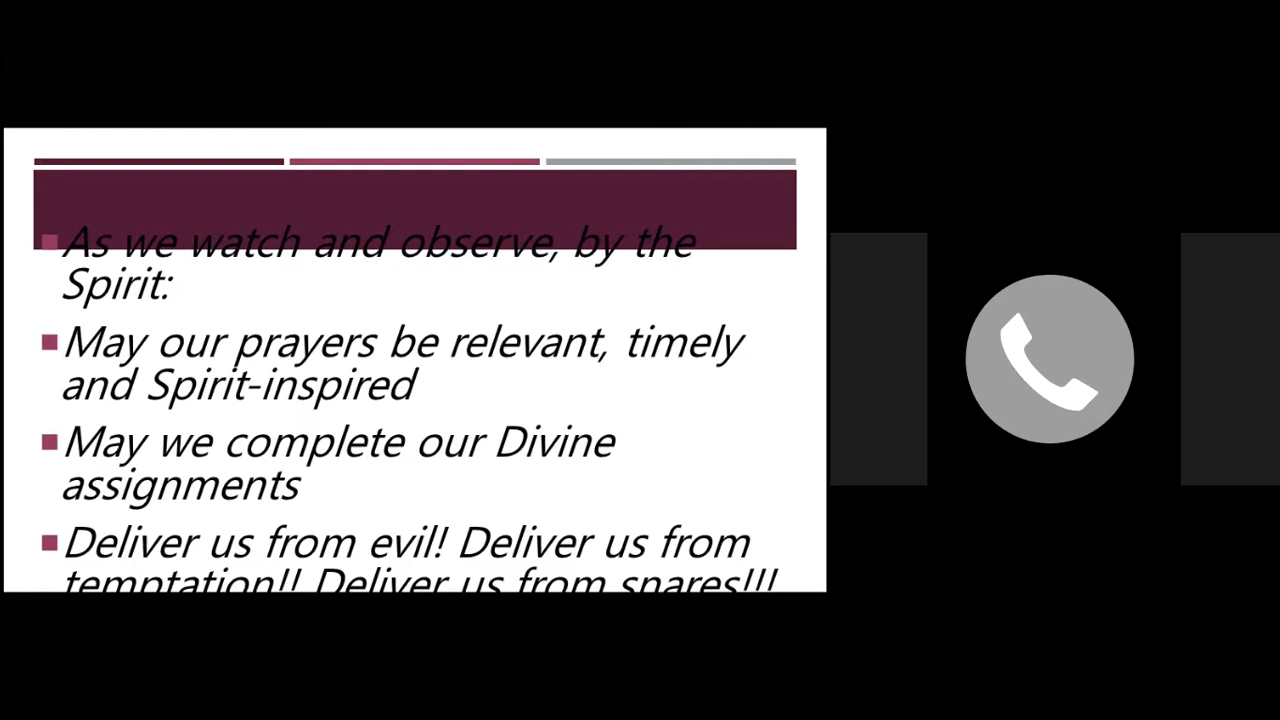 As we watch and observe, by the
Spirit:
May our prayers be relevant, timely
and Spirit-inspired
May we complete our Divine
assignments
Deliver us from evil! Deliver us from
temptation!! Deliver us from snares!!!